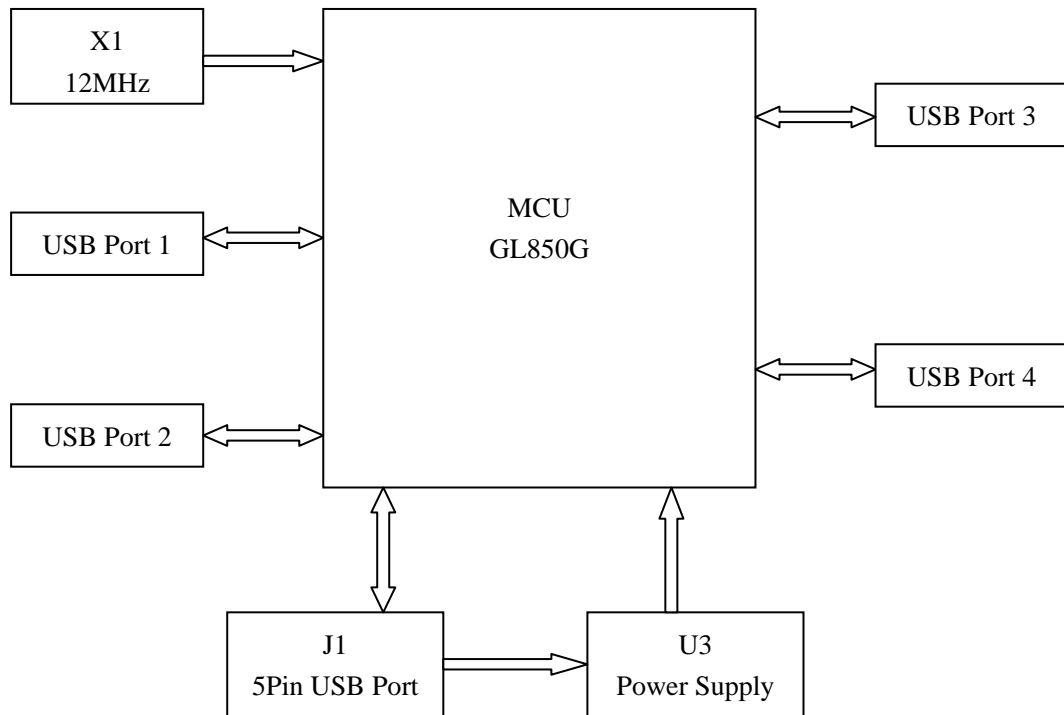 X1
12MHz
USB Port 3
MCU
GL850G
USB Port 1
USB Port 4
USB Port 2
J1
5Pin USB Port
U3
Power Supply